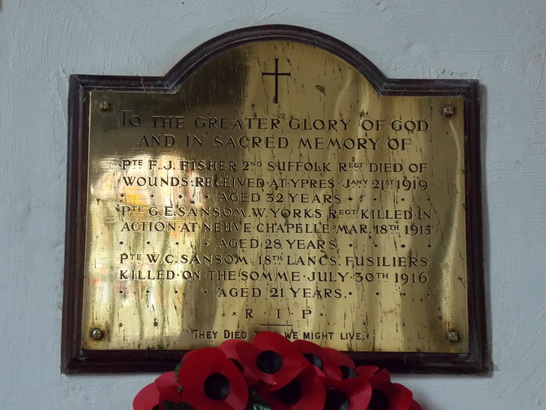 TO THE GREATER GLORY OF GOD
AND IN SACRED MEMORY OF
PTE F.J. FISHER 2ND SUFFOLK REGT DIED OF
WOUNDS RECEIVED AT YPRES JANY 21ST 1919
AGED 32 YEARS
PTE G.E. SANSOM. W. YORKS REGT KILLED IN
ACTION AT NEUVE CHAPELLE MAR. 18TH 1915
AGED 28 YEARS
PTE W.C. SANSOM. 18TH LANCS. FUSILIERS
KILLED ON THE SOMME JULY 30TH 1916
AGED 21 YEARS.
R I P
"THEY DIED WE MIGHT LIVE."